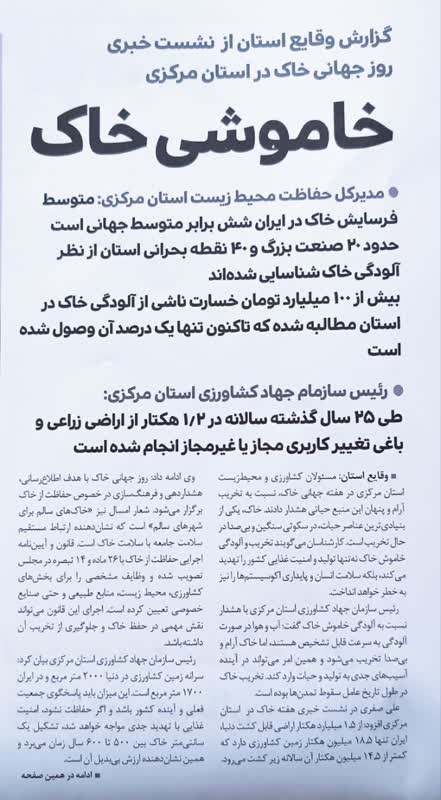 گزارش وقایع استان از نشست خبری
روز جهانی خاک در استان مرکزی
خاموشی خاک
● مدیرکل حفاظت محیط زیست استان مرکزی: متوسط
فرسایش خاک در ایران شش برابر متوسط جهانی است
حدود ۲۰ صنعت بزرگ و ۴۰ نقطه بحرانی استان از نظر
آلودگی خاک شناسایی شده‌اند
بیش از ۱۰۰ میلیارد تومان خسارت ناشی از آلودگی خاک در
استان مطالبه شده که تاکنون تنها یک درصد آن وصول شده
است
● رئیس سازمام جهاد کشاورزی استان مرکزی:
طی ۲۵ سال گذشته سالانه در ۱/۲ هکتار از اراضی زراعی و
باغی تغییر کاربری مجاز یا غیرمجاز انجام شده است
■ وقایع استان: مسئولان کشاورزی و محیط‌زیست
استان مرکزی در هفته جهانی خاک، نسبت به تخریب
آرام و پنهان این منبع حیاتی هشدار دادند. خاک، یکی از
بنیادی‌ترین عناصر حیات، در سکوتی سنگین و بی‌صدا در
حال تخریب است. کارشناسان می‌گویند تخریب و آلودگی
خاموش خاک نه‌تنها تولید و امنیت غذایی کشور را تهدید
می‌کند، بلکه سلامت انسان و پایداری اکوسیستم‌ها را نیز
به خطر خواهد انداخت.
رئیس سازمان جهاد کشاورزی استان مرکزی با هشدار
نسبت به آلودگی خاموش خاک گفت: آب و هوا در صورت
آلودگی به سرعت قابل تشخیص هستند، اما خاک آرام و
بی‌صدا تخریب می‌شود و همین امر می‌تواند در آینده
آسیب‌های جدی به تولید و حیات وارد کند. تخریب خاک
در طول تاریخ عامل سقوط تمدن‌ها بوده است.
علی صفری در نشست خبری هفته خاک در استان
مرکزی افزود: از ۱.۵ میلیارد هکتار اراضی قابل کشت دنیا،
ایران تنها ۱۸.۵ میلیون هکتار زمین کشاورزی دارد که
کمتر از ۱۴.۵ میلیون هکتار آن سالانه زیر کشت می‌رود.
وی ادامه داد: روز جهانی خاک با هدف اطلاع‌رسانی،
هشداردهی و فرهنگ‌سازی در خصوص حفاظت از خاک
برگزار می‌شود. شعار امسال نیز «خاک‌های سالم برای
شهرهای سالم» است که نشان‌دهنده ارتباط مستقیم
سلامت جامعه با سلامت خاک است. قانون و آیین‌نامه
اجرایی حفاظت از خاک با ۲۶ ماده و ۱۴ تبصره در مجلس
تصویب شده و وظایف مشخصی را برای بخش‌های
کشاورزی، محیط زیست، منابع طبیعی و حتی صنایع
خصوصی تعیین کرده است. اجرای این قانون می‌تواند
نقش مهمی در حفظ خاک و جلوگیری از تخریب آن
داشته باشد.
رئیس سازمان جهاد کشاورزی استان مرکزی بیان کرد:
سرانه زمین کشاورزی در دنیا ۲۰۰۰ متر مربع و در ایران
۱۷۰۰ متر مربع است. این میزان باید پاسخگوی جمعیت
فعلی و آینده کشور باشد و اگر حفاظت نشود، امنیت
غذایی با تهدید جدی مواجه خواهد شد، تشکیل یک
سانتی‌متر خاک بین ۵۰۰ تا ۶۰۰ سال زمان می‌برد و
همین نشان‌دهنده ارزش بی‌بدیل آن است.
■ ادامه در همین صفحه